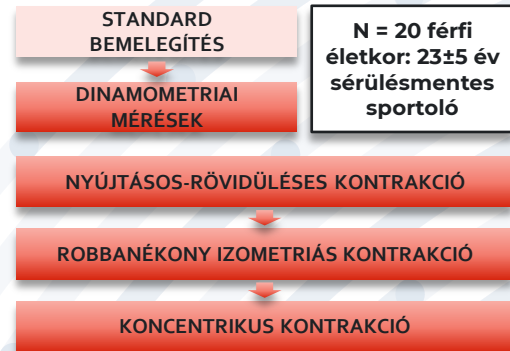 STANDARD
BEMELEGÍTÉS
DINAMOMETRIAI
MÉRÉSEK
N = 20 férfi
életkor: 23±5 év
sérülésmentes
sportoló
NYÚJTÁSOS-RÖVIDÜLÉSES KONTRAKCIÓ
ROBBANÉKONY IZOMETRIÁS KONTRAKCIÓ
KONCENTRIKUS KONTRAKCIÓ